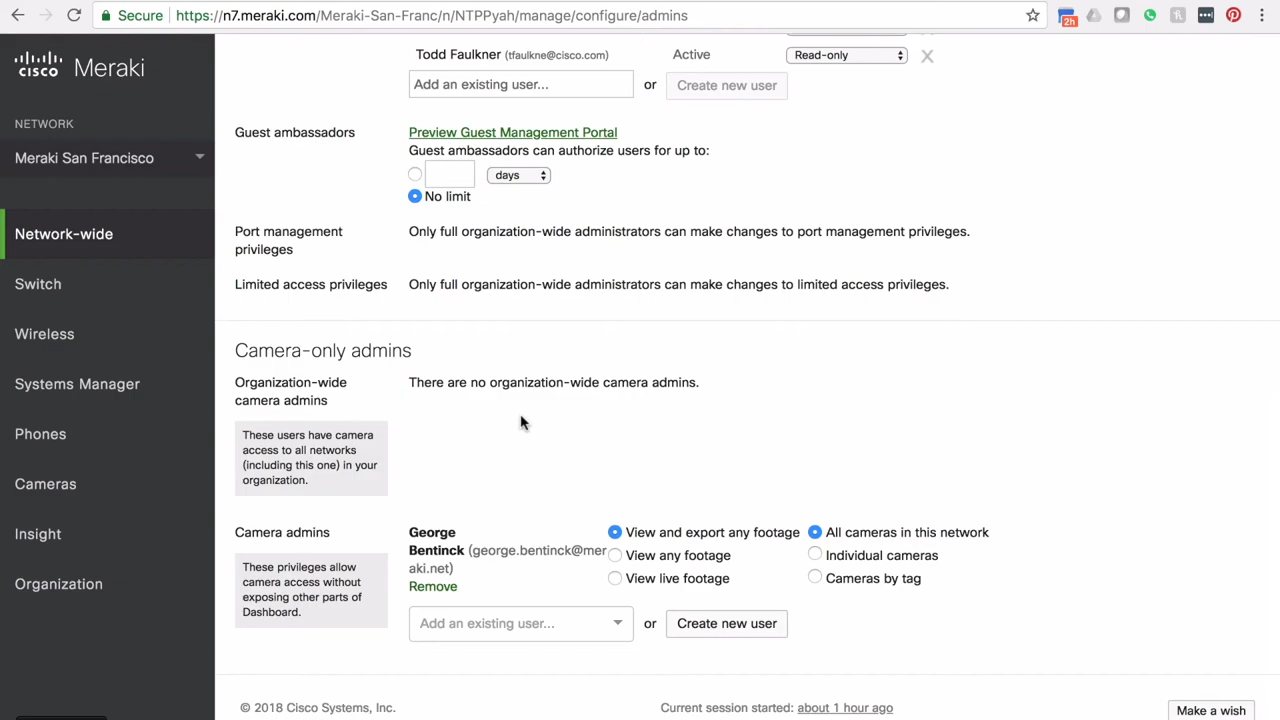 Secure https://n7.meraki.com/Meraki-San-Franc/n/NTPPyah/manage/configure/admins
2h
cisco Meraki
NETWORK
Meraki San Francisco
Network-wide
Switch
Wireless
Systems Manager
Phones
Cameras
Insight
Organization
Todd Faulkner (tfaulkne@cisco.com) Active Read-only X
Add an existing user... or Create new user
Guest ambassadors Preview Guest Management Portal
Guest ambassadors can authorize users for up to:
days
No limit
Port management Only full organization-wide administrators can make changes to port management privileges.
privileges
Limited access privileges Only full organization-wide administrators can make changes to limited access privileges.
Camera-only admins
Organization-wide There are no organization-wide camera admins.
camera admins
These users have camera
access to all networks
(including this one) in your
organization.
Camera admins George View and export any footage All cameras in this network
Bentinck (george.bentinck@mer View any footage Individual cameras
aki.net) View live footage Cameras by tag
Remove
These privileges allow
camera access without
exposing other parts of
Dashboard.
Add an existing user... or Create new user
© 2018 Cisco Systems, Inc. Current session started: about 1 hour ago Make a wish